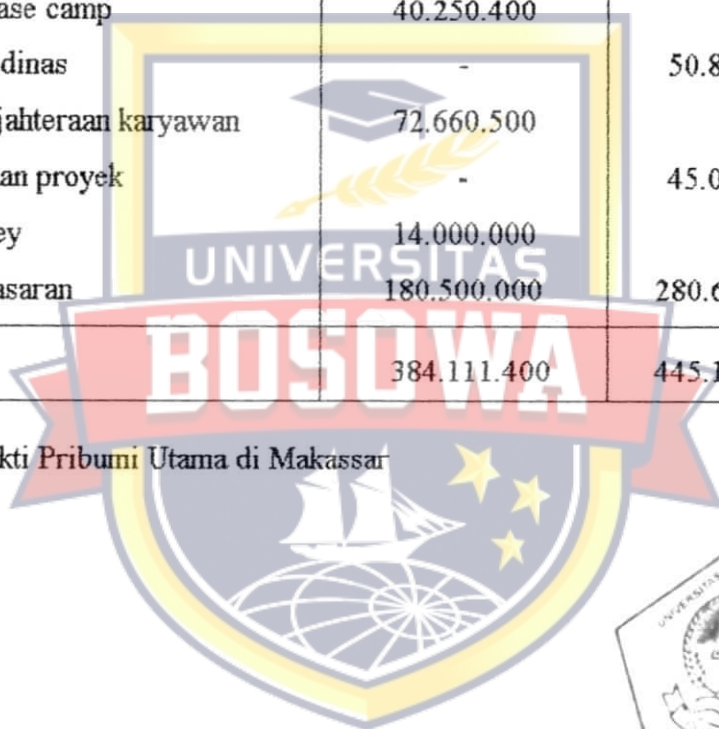 ase camp 40.250.400
dinas - 50.8
jahteraan karyawan 72.660.500
an proyek - 45.0
ey 14.000.000
asaran 180.500.000 280.6
384.111.400 445.1
kti Pribumi Utama di Makassar
UNIVERSITAS
BOSOWA
UNIVERSITAS